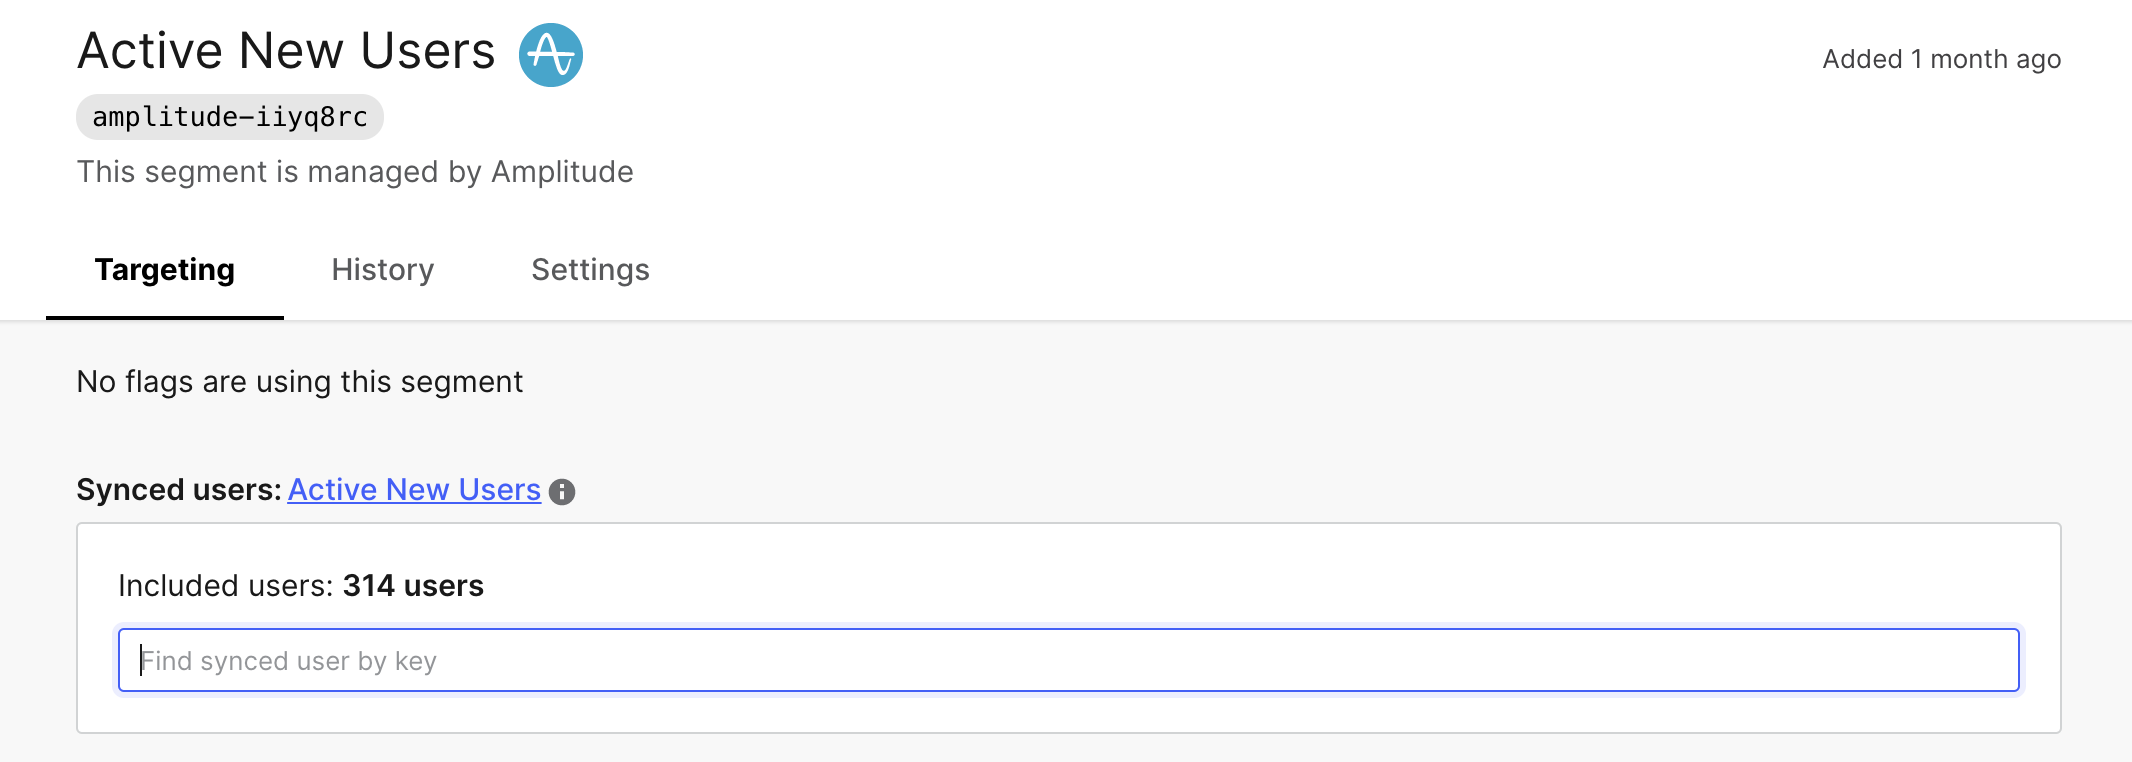 Active New Users
Added 1 month ago
amplitude-iiyq8rc
This segment is managed by Amplitude
Targeting History Settings
No flags are using this segment
Synced users: Active New Users
Included users: 314 users
Find synced user by key